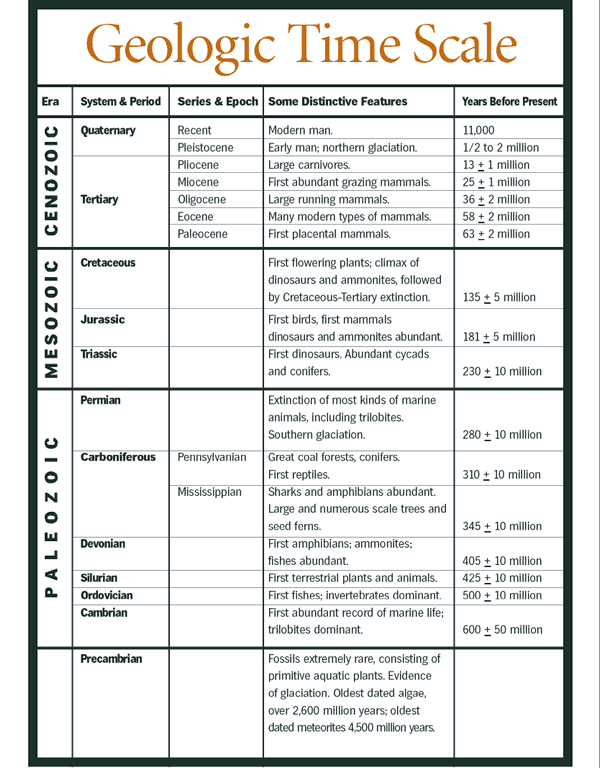 Geologic Time Scale
Era System & Period Series & Epoch Some Distinctive Features Years Before Present
CENOZOIC
Quaternary Recent Modern man. 11,000
Pleistocene Early man; northern glaciation. 1/2 to 2 million
Pliocene Large carnivores. 13 ± 1 million
Miocene First abundant grazing mammals. 25 ± 1 million
Tertiary Oligocene Large running mammals. 36 ± 2 million
Eocene Many modern types of mammals. 58 ± 2 million
Paleocene First placental mammals. 63 ± 2 million
MESOZOIC
Cretaceous First flowering plants; climax of
dinosaurs and ammonites, followed
by Cretaceous-Tertiary extinction. 135 ± 5 million
Jurassic First birds, first mammals
dinosaurs and ammonites abundant. 181 ± 5 million
Triassic First dinosaurs. Abundant cycads
and conifers. 230 ± 10 million
PALEOZOIC
Permian Extinction of most kinds of marine
animals, including trilobites.
Southern glaciation. 280 ± 10 million
Carboniferous Pennsylvanian Great coal forests, conifers.
First reptiles. 310 ± 10 million
Mississippian Sharks and amphibians abundant.
Large and numerous scale trees and
seed ferns. 345 ± 10 million
Devonian First amphibians; ammonites;
fishes abundant. 405 ± 10 million
Silurian First terrestrial plants and animals. 425 ± 10 million
Ordovician First fishes; invertebrates dominant. 500 ± 10 million
Cambrian First abundant record of marine life;
trilobites dominant. 600 ± 50 million
Precambrian Fossils extremely rare, consisting of
primitive aquatic plants. Evidence
of glaciation. Oldest dated algae,
over 2,600 million years; oldest
dated meteorites 4,500 million years.